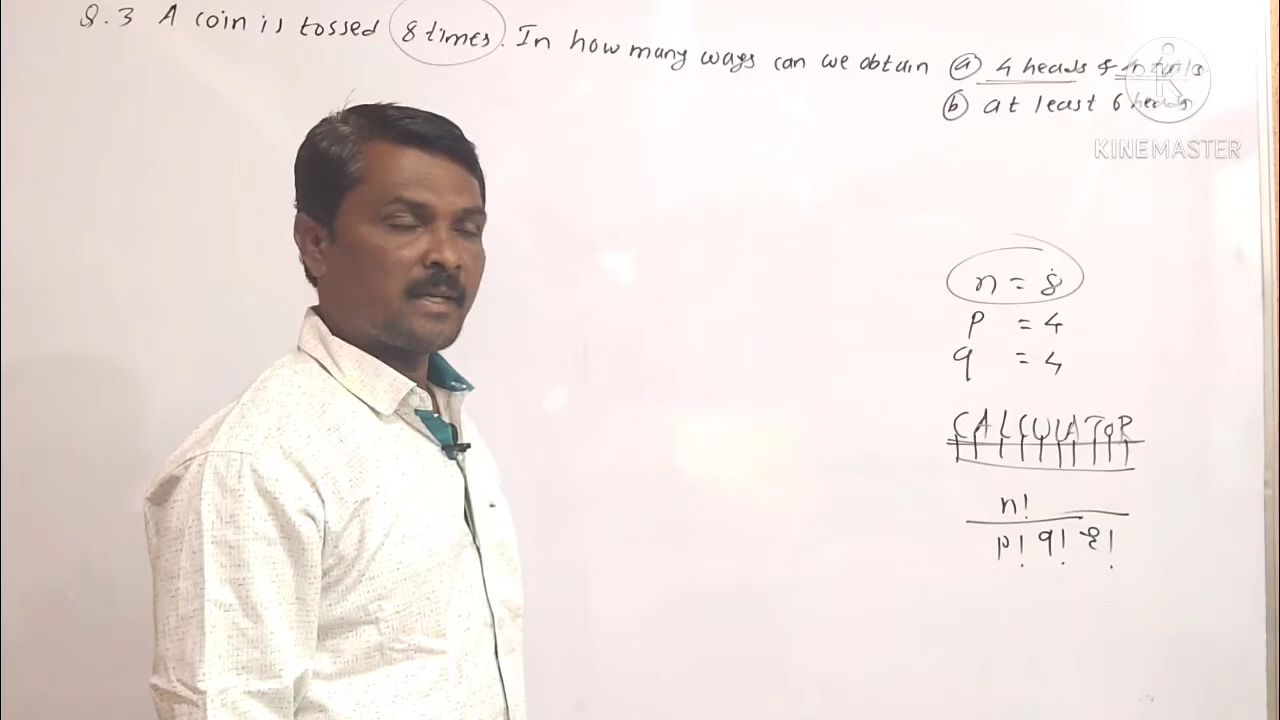 Q.3 A coin is tossed 8 times. In how many ways can we obtain (a) 4 heads & 4 tails
(b) at least 6 heads
KINEMASTER
n = 8
p = 4
q = 4
CALCULATOR
n!
p! q! r!